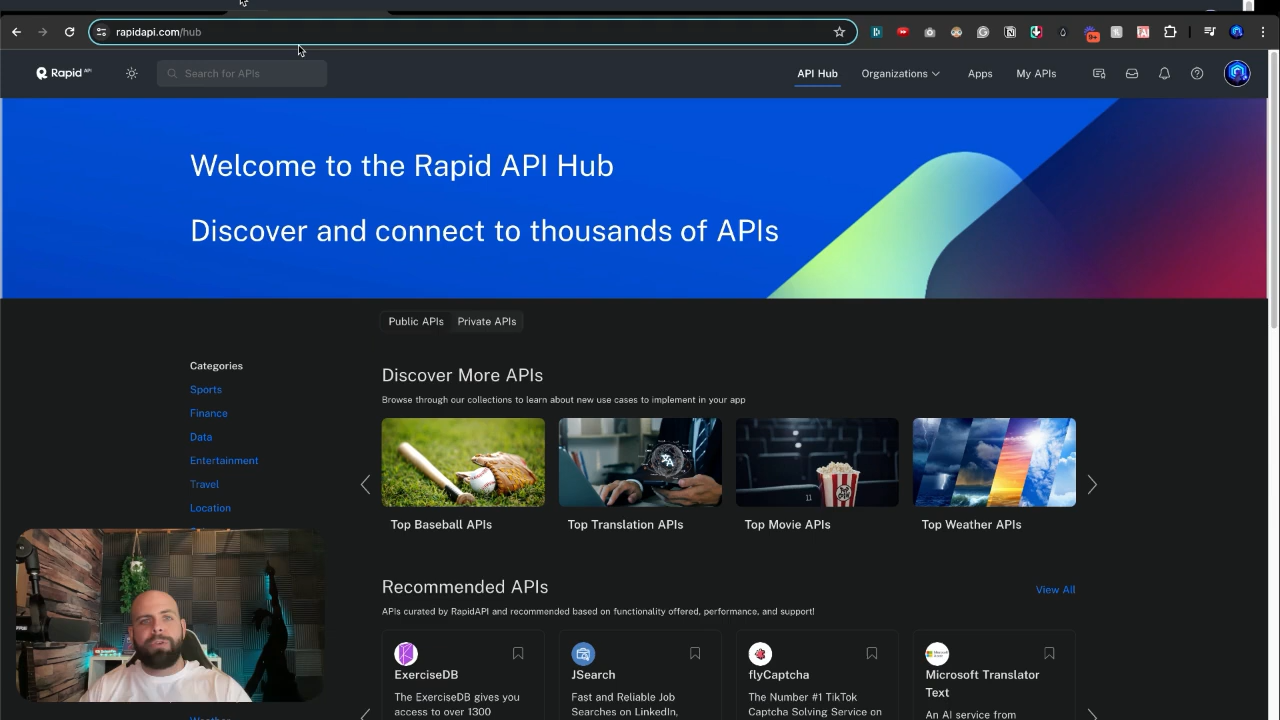 rapidapi.com/hub
9+
Rapid API
Search for APIs
API Hub
Organizations
Apps
My APIs
Welcome to the Rapid API Hub
Discover and connect to thousands of APIs
Public APIs
Private APIs
Categories
Sports
Finance
Data
Entertainment
Travel
Location
Discover More APIs
Browse through our collections to learn about new use cases to implement in your app
Top Baseball APIs
Top Translation APIs
Top Movie APIs
Top Weather APIs
Recommended APIs
View All
APIs curated by RapidAPI and recommended based on functionality offered, performance, and support!
ExerciseDB
The ExerciseDB gives you
access to over 1300
JSearch
Fast and Reliable Job
Searches on LinkedIn,
flyCaptcha
The Number #1 TikTok
Captcha Solving Service on
Microsoft Translator
Text
An AI service from